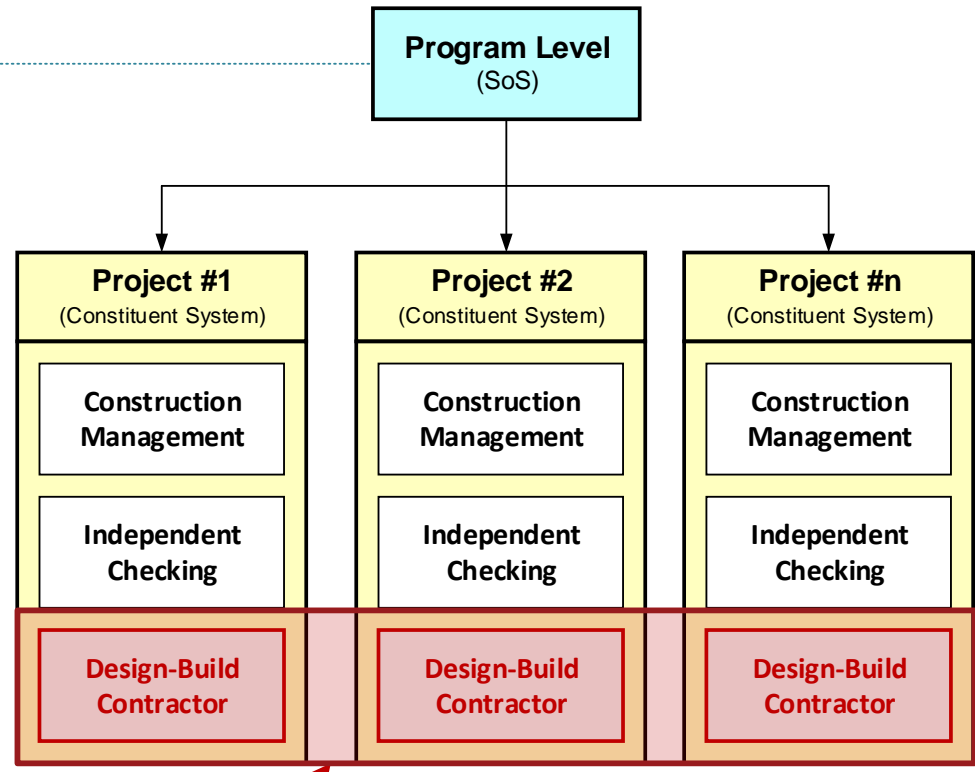 Program Level
(SoS)
Project #1
(Constituent System)
Construction
Management
Independent
Checking
Design-Build
Contractor
Project #2
(Constituent System)
Construction
Management
Independent
Checking
Design-Build
Contractor
Project #n
(Constituent System)
Construction
Management
Independent
Checking
Design-Build
Contractor